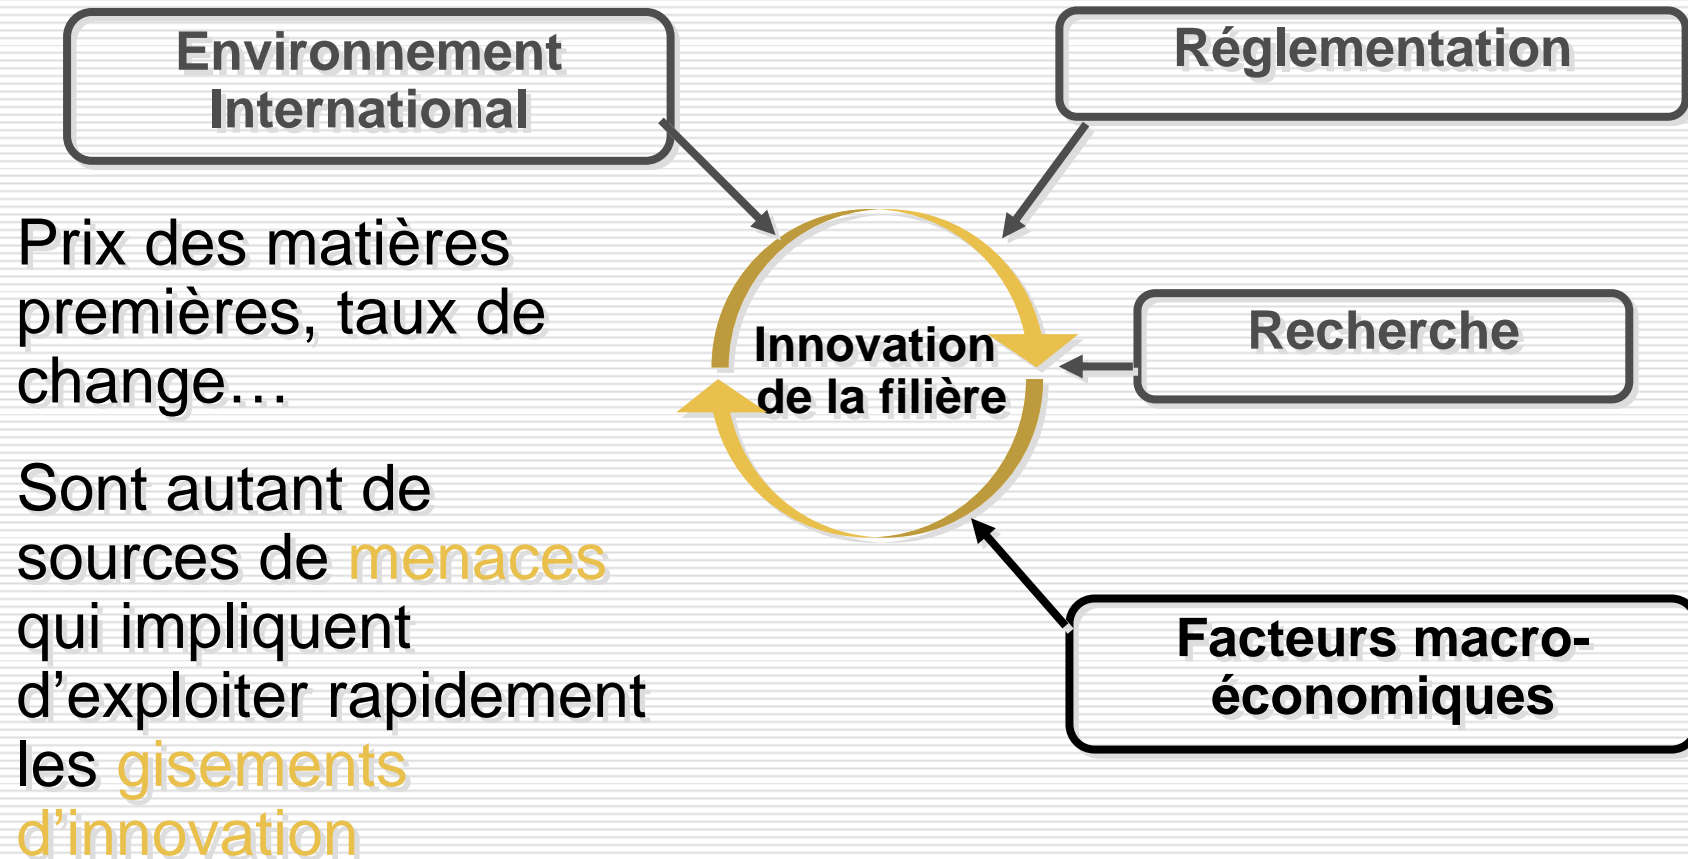 Environnement
International
Réglementation
Prix des matières
premières, taux de
change…
Innovation
de la filière
Recherche
Sont autant de
sources de menaces
qui impliquent
d’exploiter rapidement
les gisements
d’innovation
Facteurs macro-
économiques